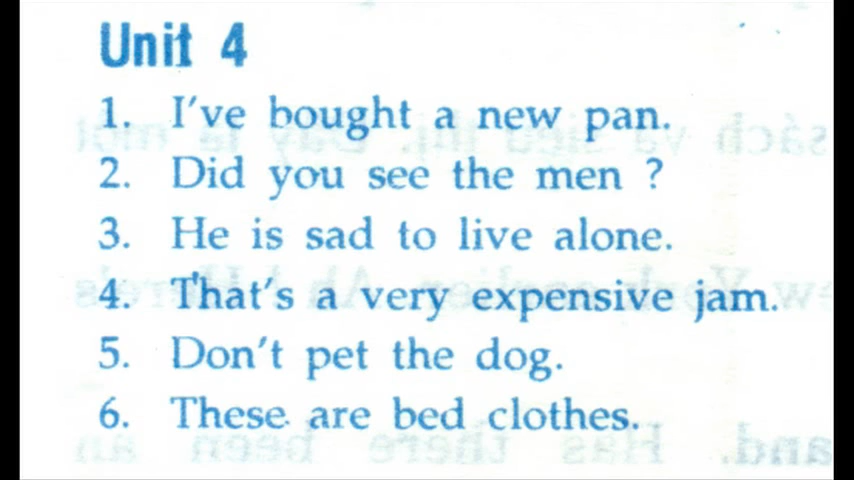 Unit 4
1. I've bought a new pan.
2. Did you see the men ?
3. He is sad to live alone.
4. That's a very expensive jam.
5. Don't pet the dog.
6. These are bed clothes.